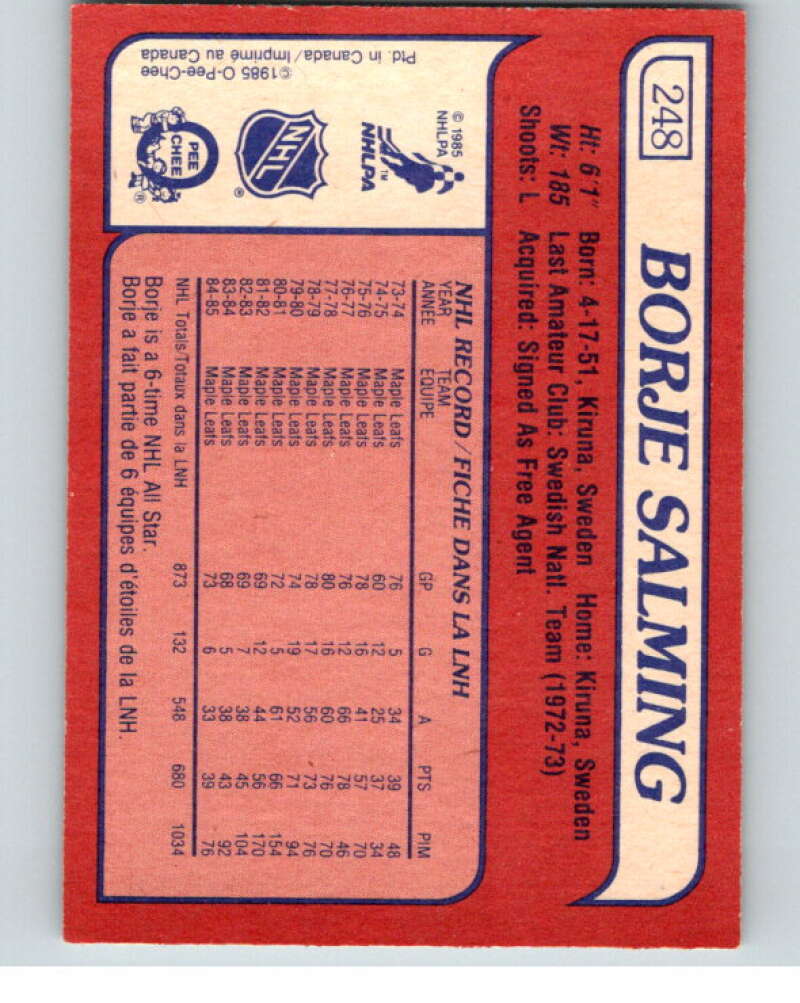 248 BORJE SALMING
Ht: 6'1" Born: 4-17-51, Kiruna, Sweden Home: Kiruna, Sweden
Wt: 185 Last Amateur Club: Swedish Natl. Team (1972-73)
Shoots: L Acquired: Signed As Free Agent
© 1985
NHLPA
NHLPA™
NHL ®
O PEE CHEE ®
©1985 O-Pee-Chee
Ptd. in Canada/Imprimé au Canada
NHL RECORD/FICHE DANS LA LNH
YEAR TEAM
ANNÉE ÉQUIPE GP G A PTS PIM
73-74 Maple Leafs 76 5 34 39 48
74-75 Maple Leafs 60 12 25 37 34
75-76 Maple Leafs 78 16 41 57 70
76-77 Maple Leafs 76 12 66 78 46
77-78 Maple Leafs 80 16 60 76 70
78-79 Maple Leafs 78 17 56 73 76
79-80 Maple Leafs 74 19 52 71 94
80-81 Maple Leafs 72 5 61 66 154
81-82 Maple Leafs 69 12 44 56 170
82-83 Maple Leafs 69 7 38 45 104
83-84 Maple Leafs 68 5 38 43 92
84-85 Maple Leafs 73 6 33 39 76
NHL Totals/Totaux dans la LNH 873 132 548 680 1034
Borje is a 6-time NHL All Star.
Borje a fait partie de 6 équipes d'étoiles de la LNH.